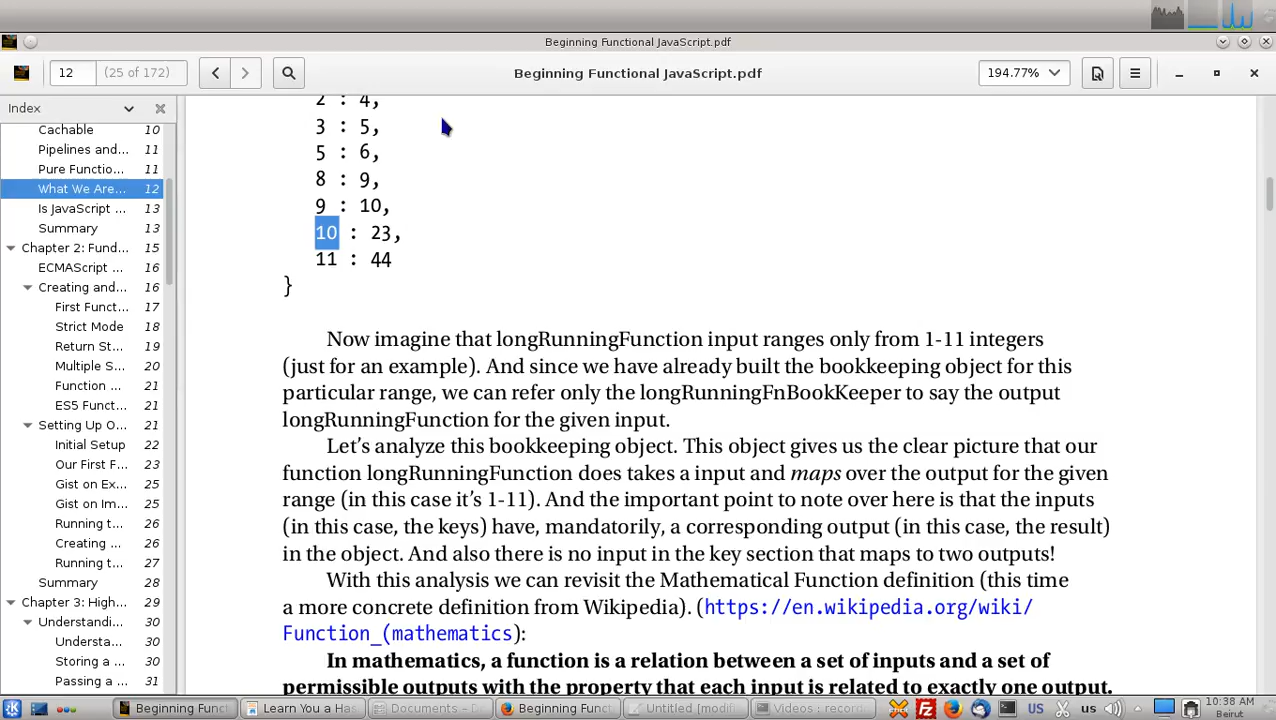 Beginning Functional JavaScript.pdf
12 (25 of 172)
Beginning Functional JavaScript.pdf
194.77%
Index
Cachable 10
Pipelines and... 11
Pure Functio... 11
What We Are... 12
Is JavaScript ... 13
Summary 13
Chapter 2: Fund... 15
ECMAScript ... 16
Creating and... 16
First Funct... 17
Strict Mode 18
Return St... 19
Multiple S... 20
Function ... 21
ES5 Funct... 21
Setting Up O... 22
Initial Setup 22
Our First F... 23
Gist on Ex... 25
Gist on Im... 25
Running t... 26
Creating ... 26
Running t... 27
Summary 28
Chapter 3: High... 29
Understandi... 30
Understa... 30
Storing a ... 30
Passing a ... 31
2 : 4,
3 : 5,
5 : 6,
8 : 9,
9 : 10,
10 : 23,
11 : 44
}
Now imagine that longRunningFunction input ranges only from 1-11 integers
(just for an example). And since we have already built the bookkeeping object for this
particular range, we can refer only the longRunningFnBookKeeper to say the output
longRunningFunction for the given input.
Let's analyze this bookkeeping object. This object gives us the clear picture that our
function longRunningFunction does takes a input and maps over the output for the given
range (in this case it's 1-11). And the important point to note over here is that the inputs
(in this case, the keys) have, mandatorily, a corresponding output (in this case, the result)
in the object. And also there is no input in the key section that maps to two outputs!
With this analysis we can revisit the Mathematical Function definition (this time
a more concrete definition from Wikipedia). (https://en.wikipedia.org/wiki/
Function_(mathematics):
In mathematics, a function is a relation between a set of inputs and a set of
permissible outputs with the property that each input is related to exactly one output.
Beginning Funct
Learn You a Has
Documents – D
Beginning Funct
Untitled [modifi
Videos : record
us
10:38 AM
Beirut